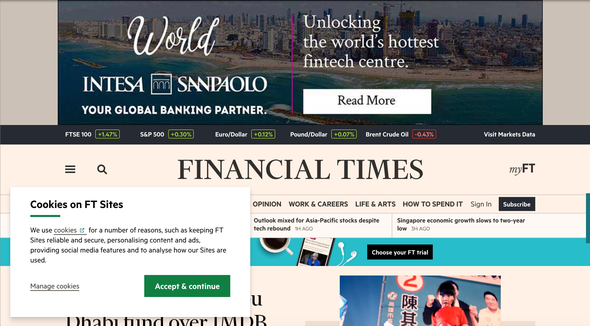 World
Unlocking
the world's hottest
fintech centre.
INTESA SANPAOLO
YOUR GLOBAL BANKING PARTNER.
Read More
FTSE 100 +1.47% S&P 500 +0.30% Euro/Dollar +0.12% Pound/Dollar +0.07% Brent Crude Oil -0.43% Visit Markets Data
FINANCIAL TIMES
myFT
OPINION WORK & CAREERS LIFE & ARTS HOW TO SPEND IT Sign In Subscribe
Outlook mixed for Asia-Pacific stocks despite
tech rebound 1H AGO
Singapore economic growth slows to two-year
low 3H AGO
Choose your FT trial
Cookies on FT Sites
We use cookies for a number of reasons, such as keeping FT
Sites reliable and secure, personalising content and ads,
providing social media features and to analyse how our Sites are
used.
Manage cookies
Accept & continue
Dhabi fund over 1MDB
2 陳其